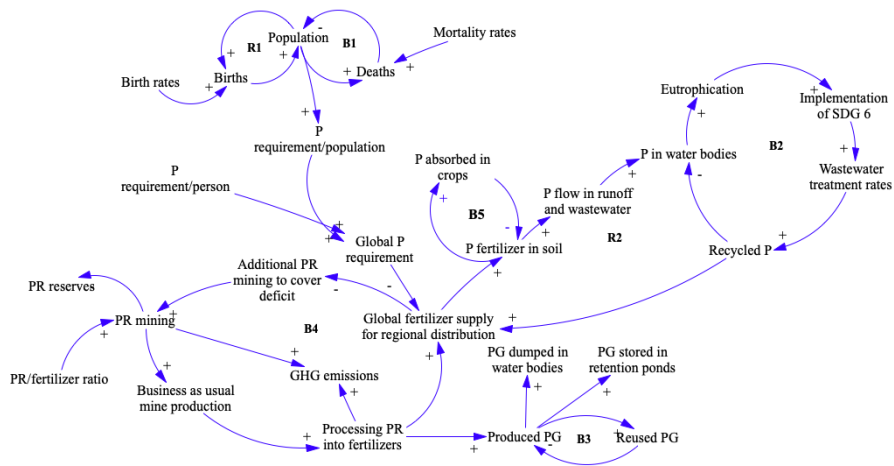 Population
R1
B1
Mortality rates
Birth rates
Births
Deaths
P
requirement/population
P
requirement/person
Global P
requirement
P absorbed in
crops
B5
P fertilizer in soil
P flow in runoff
and wastewater
R2
P in water bodies
Eutrophication
Implementation
of SDG 6
B2
Wastewater
treatment rates
Recycled P
PR reserves
Additional PR
mining to cover
deficit
PR mining
B4
Global fertilizer supply
for regional distribution
PR/fertilizer ratio
Business as usual
mine production
GHG emissions
Processing PR
into fertilizers
PG dumped in
water bodies
PG stored in
retention ponds
Produced PG
B3
Reused PG